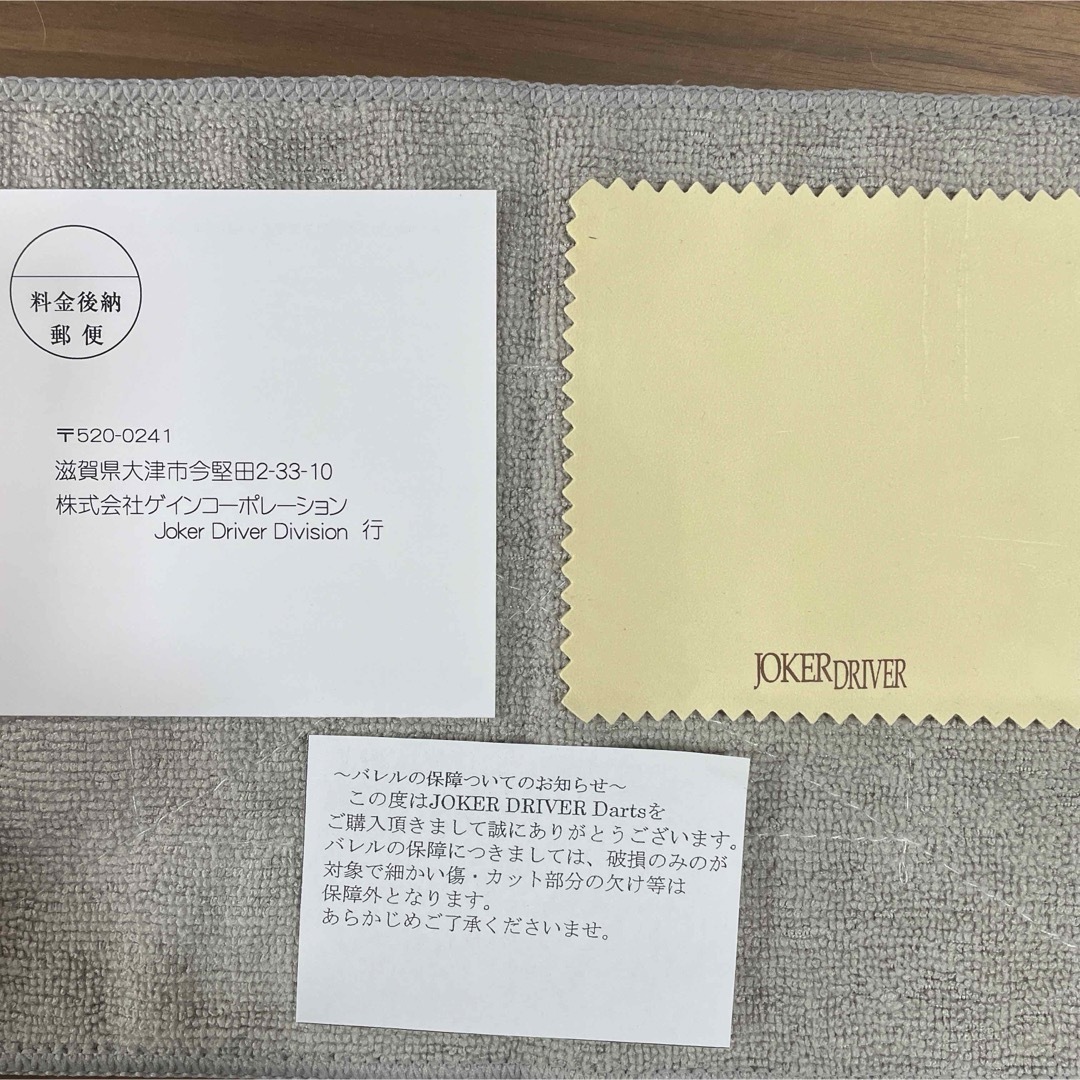 料金後納
郵便
〒520-0241
滋賀県大津市今堅田2-33-10
株式会社ゲインコーポレーション
Joker Driver Division 行
JOKER DRIVER
～バレルの保障ついてのお知らせ～
この度はJOKER DRIVER Dartsを
ご購入頂きまして誠にありがとうございます。
バレルの保障につきましては、破損のみのが
対象で細かい傷・カット部分の欠け等は
保障外となります。
あらかじめご了承くださいませ。